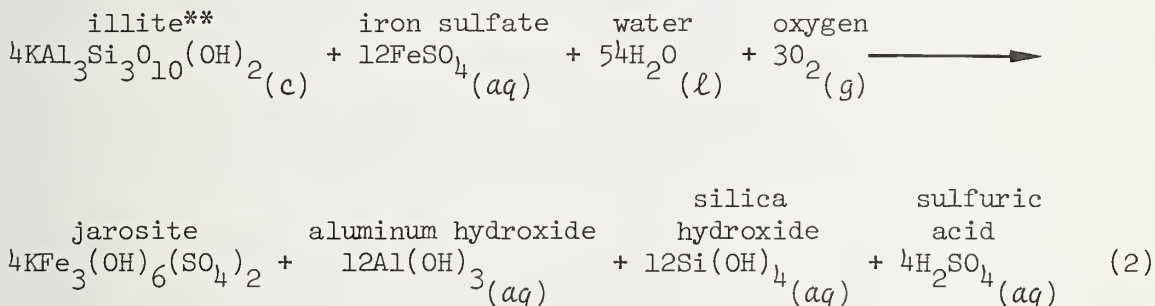 illite** iron sulfate water oxygen
4KAl₃Si₃O₁₀(OH)₂(c) + 12FeSO₄(aq) + 54H₂O(ℓ) + 3O₂(g) ⟶
silica sulfuric
jarosite aluminum hydroxide hydroxide acid
4KFe₃(OH)₆(SO₄)₂ + 12Al(OH)₃(aq) + 12Si(OH)₄(aq) + 4H₂SO₄(aq) (2)